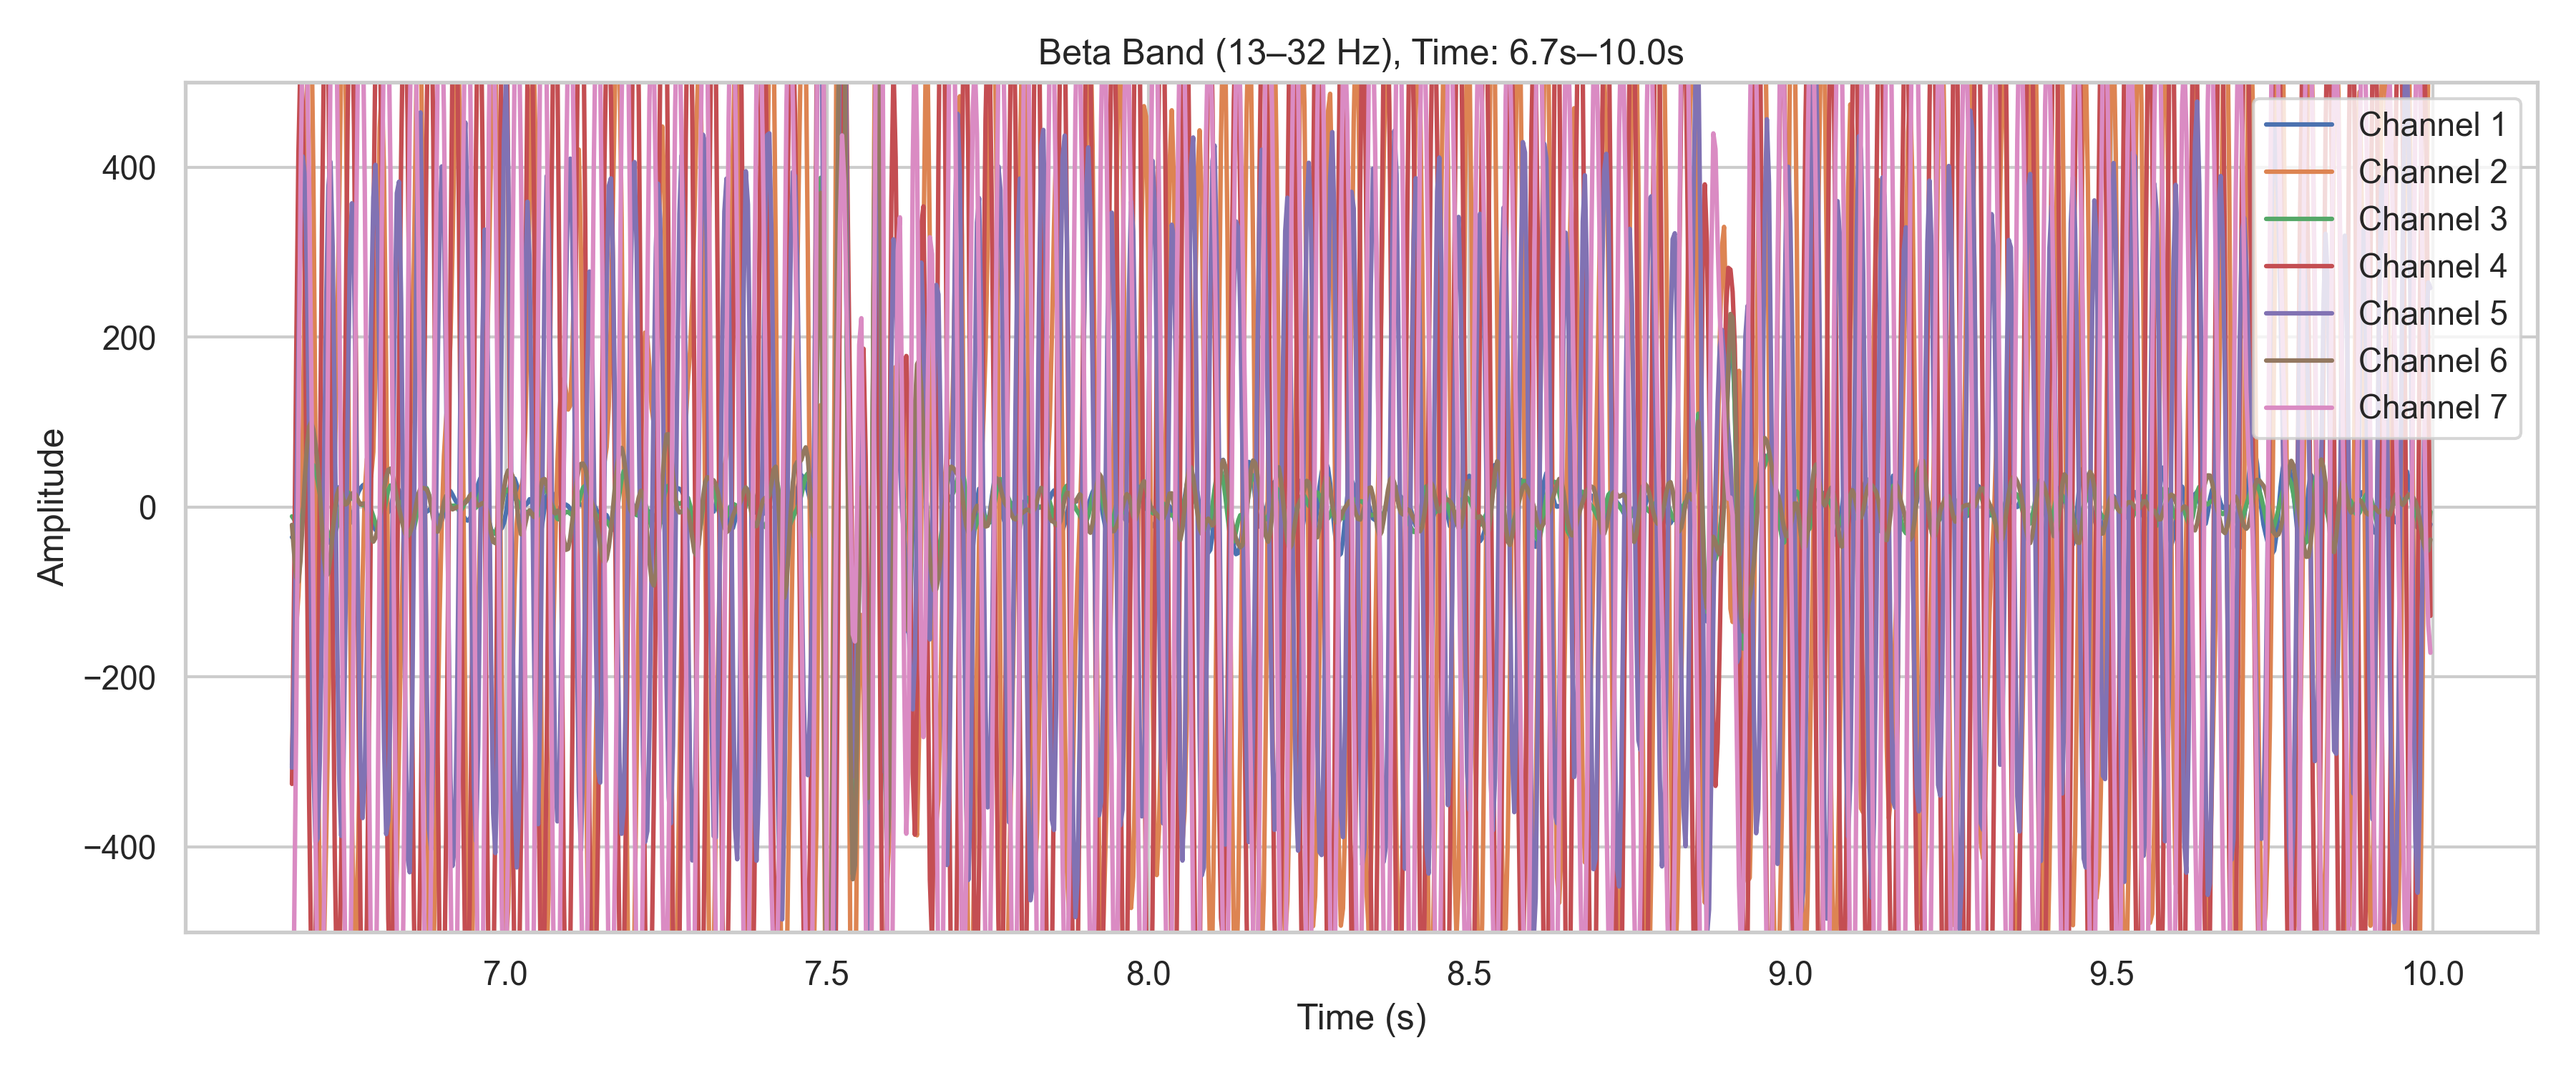 Beta Band (13–32 Hz), Time: 6.7s–10.0s
Amplitude
400
200
0
−200
−400
7.0
7.5
8.0
8.5
9.0
9.5
10.0
Time (s)
Channel 1
Channel 2
Channel 3
Channel 4
Channel 5
Channel 6
Channel 7